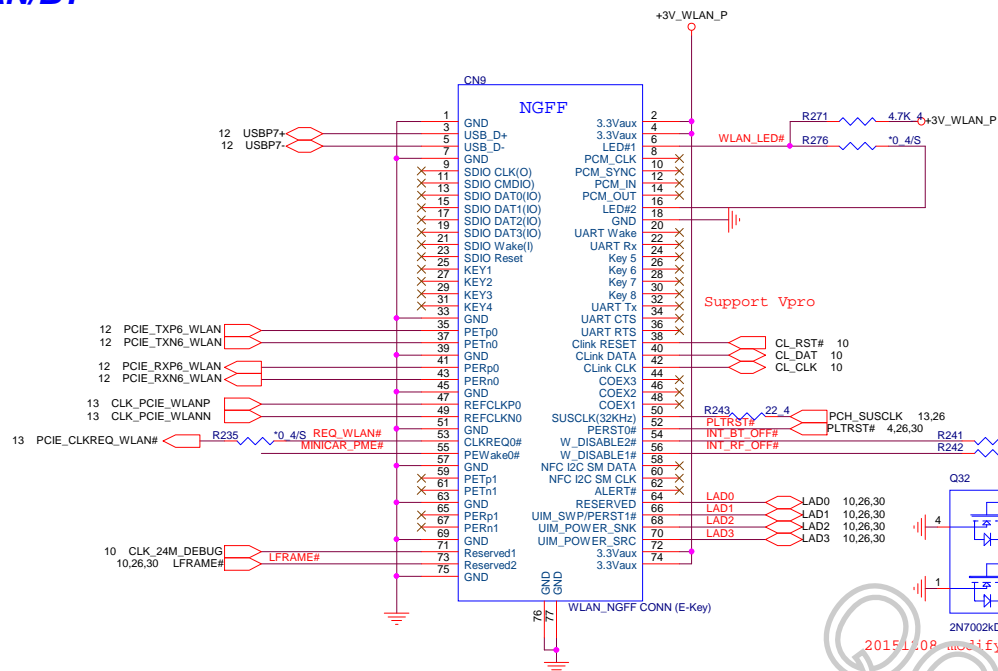 CN9
NGFF
+3V_WLAN_P
1 GND
3 USB_D+
5 USB_D-
7 GND
9 SDIO CLK(O)
11 SDIO CMDIO)
13 SDIO DAT0(IO)
15 SDIO DAT1(IO)
17 SDIO DAT2(IO)
19 SDIO DAT3(IO)
21 SDIO Wake(I)
23 SDIO Reset
25 KEY1
27 KEY2
29 KEY3
31 KEY4
33 GND
35 PETp0
37 PETn0
39 GND
41 PERp0
43 PERn0
45 GND
47 REFCLKP0
49 REFCLKN0
51 GND
53 CLKREQ0#
55 PEWake0#
57 GND
59 PETp1
61 PETn1
63 GND
65 PERp1
67 PERn1
69 GND
71 Reserved1
73 Reserved2
75 GND
3.3Vaux 2
3.3Vaux 4
LED#1 6
PCM_CLK 8
PCM_SYNC 10
PCM_IN 12
PCM_OUT 14
LED#2 16
GND 18
UART Wake 20
UART Rx 22
Key 5 24
Key 6 26
Key 7 28
Key 8 30
UART Tx 32
UART CTS 34
UART RTS 36
Clink RESET 38
CLink DATA 40
CLink CLK 42
COEX3 44
COEX2 46
COEX1 48
SUSCLK(32KHz) 50
PERST0# 52
W_DISABLE2# 54
W_DISABLE1# 56
NFC I2C SM DATA 58
NFC I2C SM CLK 60
ALERT# 62
RESERVED 64
UIM_SWP/PERST1# 66
UIM_POWER_SNK 68
UIM_POWER_SRC 70
3.3Vaux 72
3.3Vaux 74
GND 76
GND 77
WLAN_NGFF CONN (E-Key)
12 USBP7+
12 USBP7-
12 PCIE_TXP6_WLAN
12 PCIE_TXN6_WLAN
12 PCIE_RXP6_WLAN
12 PCIE_RXN6_WLAN
13 CLK_PCIE_WLANP
13 CLK_PCIE_WLANN
13 PCIE_CLKREQ_WLAN# R235 *0_4/S REQ_WLAN#
MINICAR_PME#
10 CLK_24M_DEBUG
10,26,30 LFRAME# LFRAME#
WLAN_LED#
R271 4.7K_4 +3V_WLAN_P
R276 *0_4/S
Support Vpro
CL_RST# 10
CL_DAT 10
CL_CLK 10
R243 22_4 PCH_SUSCLK 13,26
PLTRST# PLTRST# 4,26,30
INT_BT_OFF# R241
INT_RF_OFF# R242
LAD0 LAD0 10,26,30
LAD1 LAD1 10,26,30
LAD2 LAD2 10,26,30
LAD3 LAD3 10,26,30
Q32
4
1